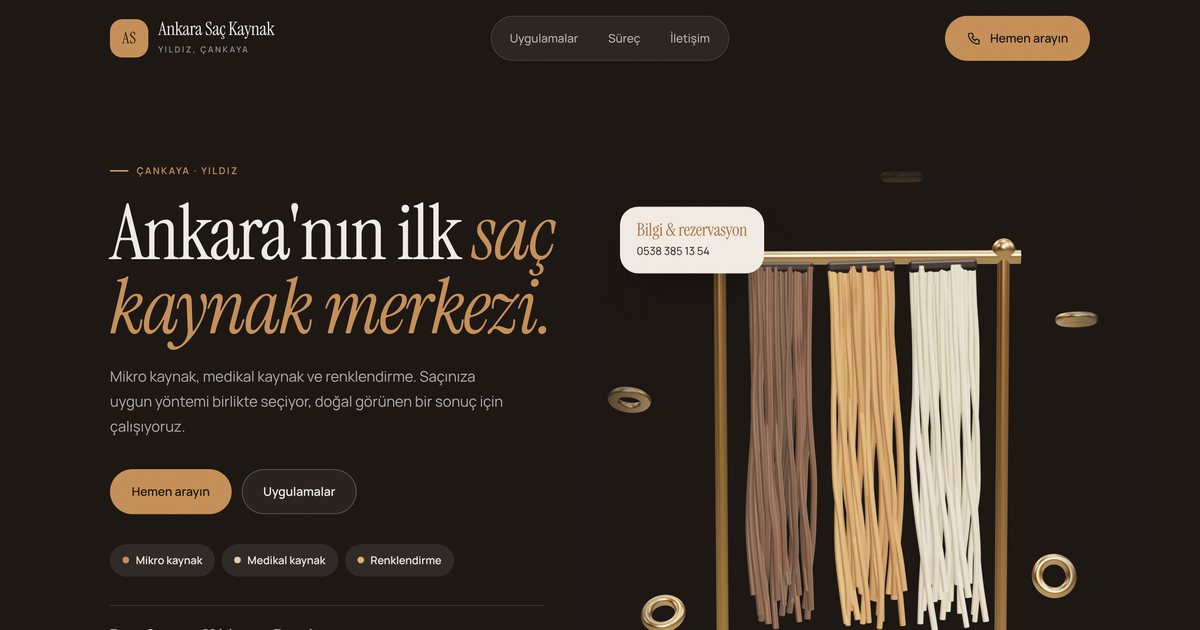 AS
Ankara Saç Kaynak
YILDIZ, ÇANKAYA
Uygulamalar
Süreç
İletişim
Hemen arayın
ÇANKAYA · YILDIZ
Ankara'nın ilk saç
kaynak merkezi.
Mikro kaynak, medikal kaynak ve renklendirme. Saçınıza
uygun yöntemi birlikte seçiyor, doğal görünen bir sonuç için
çalışıyoruz.
Hemen arayın
Uygulamalar
Mikro kaynak
Medikal kaynak
Renklendirme
Bilgi & rezervasyon
0538 385 13 54